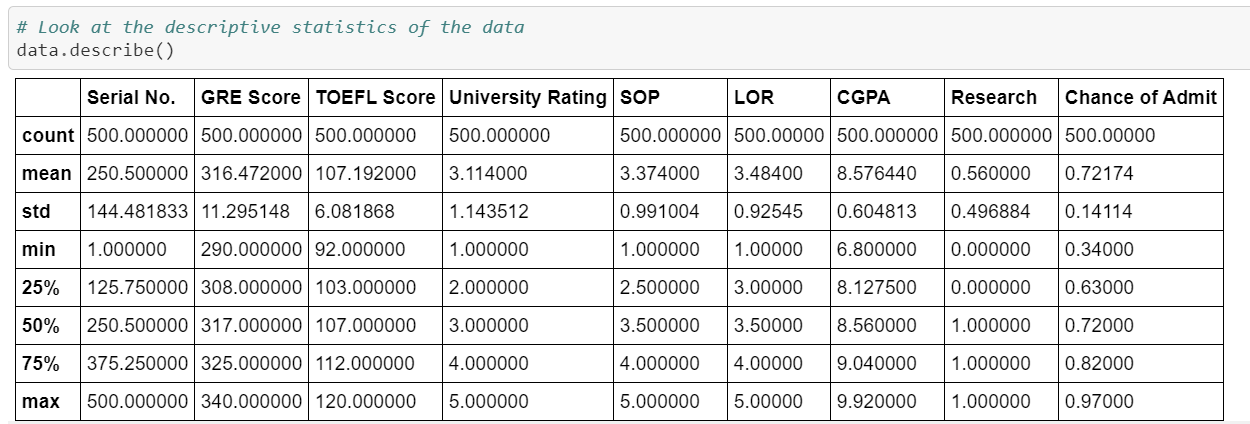 # Look at the descriptive statistics of the data
data.describe()
Serial No. GRE Score TOEFL Score University Rating SOP LOR CGPA Research Chance of Admit
count 500.000000 500.000000 500.000000 500.000000 500.000000 500.00000 500.000000 500.000000 500.00000
mean 250.500000 316.472000 107.192000 3.114000 3.374000 3.48400 8.576440 0.560000 0.72174
std 144.481833 11.295148 6.081868 1.143512 0.991004 0.92545 0.604813 0.496884 0.14114
min 1.000000 290.000000 92.000000 1.000000 1.000000 1.00000 6.800000 0.000000 0.34000
25% 125.750000 308.000000 103.000000 2.000000 2.500000 3.00000 8.127500 0.000000 0.63000
50% 250.500000 317.000000 107.000000 3.000000 3.500000 3.50000 8.560000 1.000000 0.72000
75% 375.250000 325.000000 112.000000 4.000000 4.000000 4.00000 9.040000 1.000000 0.82000
max 500.000000 340.000000 120.000000 5.000000 5.000000 5.00000 9.920000 1.000000 0.97000